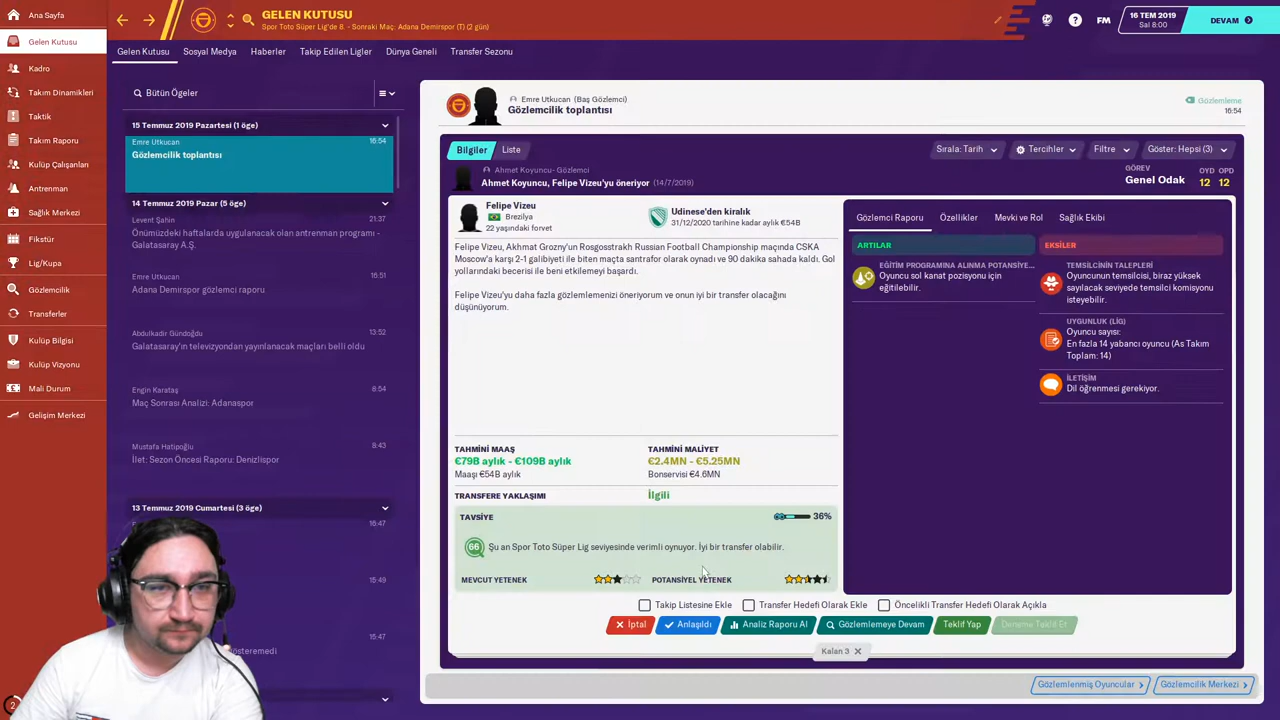 Ana Sayfa
Gelen Kutusu
Kadro
Takım Dinamikleri
Taktik
Takım Raporu
Kulüp Çalışanları
Antrenman
Sağlık Merkezi
Fikstür
Lig/Kupa
Gözlemcilik
Transferler
Kulüp Bilgisi
Kulüp Vizyonu
Mali Durum
Gelişim Merkezi
2
GELEN KUTUSU
Spor Toto Süper Lig'de 8. - Sonraki Maç: Adana Demirspor (T) (2 gün)
FM
16 TEM 2019
Sal 8:00
DEVAM
Gelen Kutusu
Sosyal Medya
Haberler
Takip Edilen Ligler
Dünya Geneli
Transfer Sezonu
Bütün Ögeler
15 Temmuz 2019 Pazartesi (1 öge)
Emre Utkucan 16:54
Gözlemcilik toplantısı
14 Temmuz 2019 Pazar (5 öge)
Levent Şahin 21:37
Önümüzdeki haftalarda uygulanacak olan antrenman programı - Galatasaray A.Ş.
Emre Utkucan 16:51
Adana Demirspor gözlemci raporu
Abdulkadir Gündoğdu 13:52
Galatasaray'ın televizyondan yayınlanacak maçları belli oldu
Engin Karataş 8:54
Maç Sonrası Analizi: Adanaspor
Mustafa Hatipoğlu 8:43
İlet: Sezon Öncesi Raporu: Denizlispor
13 Temmuz 2019 Cumartesi (3 öge)
16:47
15:49
15:47
Emre Utkucan (Baş Gözlemci)
Gözlemcilik toplantısı
Gözlemleme
16:54
Bilgiler
Liste
Sırala: Tarih
Tercihler
Filtre
Göster: Hepsi (3)
Ahmet Koyuncu- Gözlemci
Ahmet Koyuncu, Felipe Vizeu'yu öneriyor (14/7/2019)
GÖREV
Genel Odak
OYD OPD
12 12
Felipe Vizeu
Brezilya
22 yaşındaki forvet
Udinese'den kiralık
31/12/2020 tarihine kadar aylık €54B
Felipe Vizeu, Akhmat Grozny'un Rosgosstrakh Russian Football Championship maçında CSKA
Moscow'a karşı 2-1 galibiyeti ile biten maçta santrafor olarak oynadı ve 90 dakika sahada kaldı. Gol
yollarındaki becerisi ile beni etkilemeyi başardı.
Felipe Vizeu'yu daha fazla gözlemlemenizi öneriyorum ve onun iyi bir transfer olacağını
düşünüyorum.
TAHMİNİ MAAŞ
€79B aylık - €109B aylık
Maaşı €54B aylık
TAHMİNİ MALİYET
€2.4MN - €5.25MN
Bonservisi €4.6MN
TRANSFERE YAKLAŞIMI
İlgili
TAVSİYE
36%
66
Şu an Spor Toto Süper Lig seviyesinde verimli oynuyor. İyi bir transfer olabilir.
MEVCUT YETENEK
POTANSİYEL YETENEK
Gözlemci Raporu
Özellikler
Mevki ve Rol
Sağlık Ekibi
ARTILAR
EĞİTİM PROGRAMINA ALINMA POTANSİYE...
Oyuncu sol kanat pozisyonu için
eğitilebilir.
EKSİLER
TEMSİLCİNİN TALEPLERİ
Oyuncunun temsilcisi, biraz yüksek
sayılacak seviyede temsilci komisyonu
isteyebilir.
UYGUNLUK (LİG)
Oyuncu sayısı:
En fazla 14 yabancı oyuncu (As Takım
Toplam: 14)
İLETİŞİM
Dil öğrenmesi gerekiyor.
Takip Listesine Ekle
Transfer Hedefi Olarak Ekle
Öncelikli Transfer Hedefi Olarak Açıkla
İptal
Anlaşıldı
Analiz Raporu Al
Gözlemlemeye Devam
Teklif Yap
Deneme Teklif Et
Kalan 3
Gözlemlenmiş Oyuncular
Gözlemcilik Merkezi